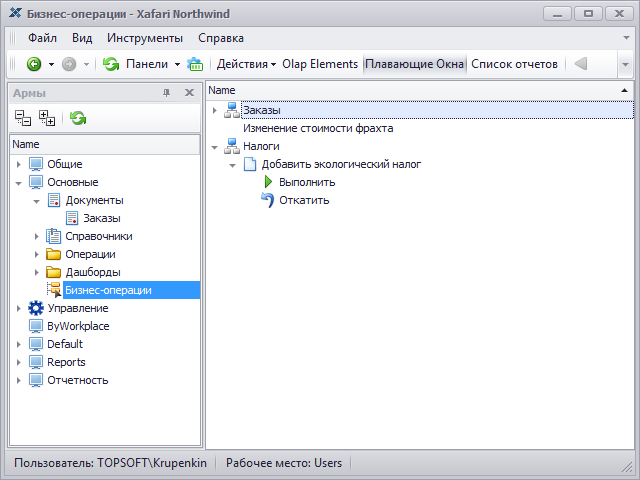 Бизнес-операции - Xafari Northwind
Файл Вид Инструменты Справка
Панели Действия Olap Elements Плавающие Окна Список отчетов
Армы
Name
Общие
Основные
Документы
Заказы
Справочники
Операции
Дашборды
Бизнес-операции
Управление
ByWorkplace
Default
Reports
Отчетность
Name
Заказы
Изменение стоимости фрахта
Налоги
Добавить экологический налог
Выполнить
Откатить
Пользователь: TOPSOFT\Krupenkin Рабочее место: Users